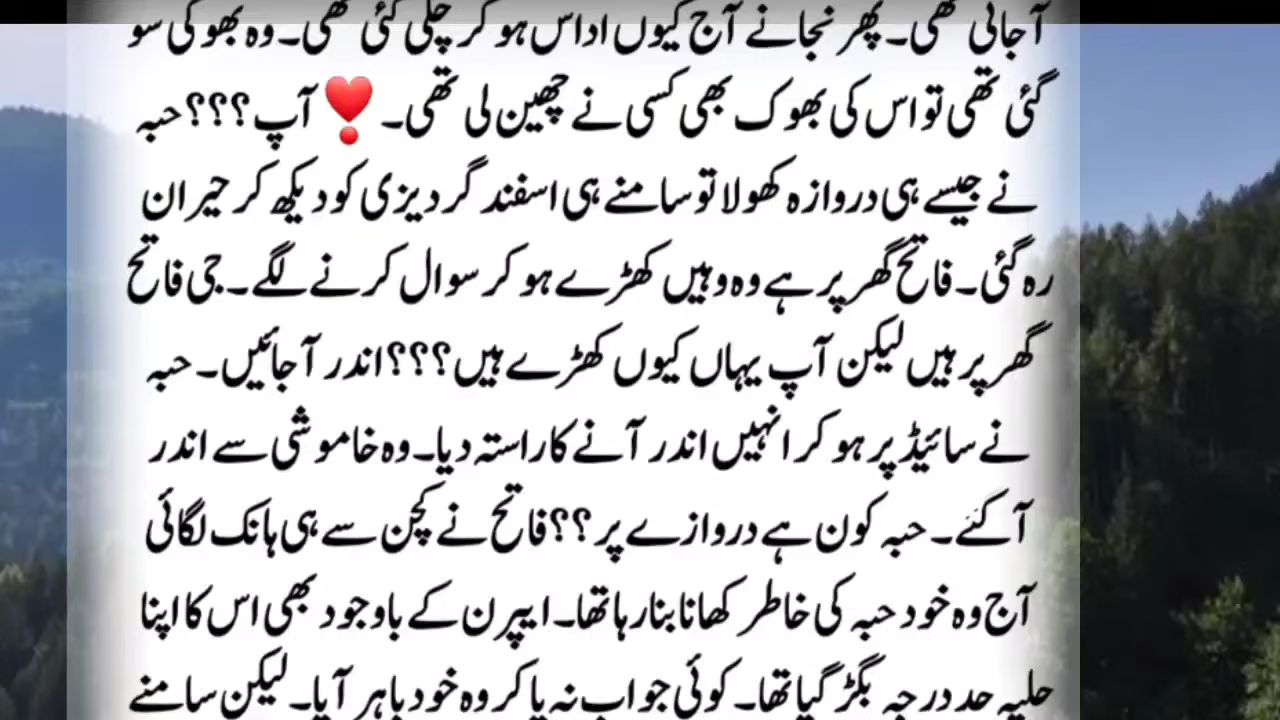 آجاتی تھی۔ پھر نجانے آج کیوں اداس ہو کر چلی گئی تھی۔ وہ بھوکی سو
گئی تھی تو اس کی بھوک بھی کسی نے چھین لی تھی۔ ❣️ آپ؟؟؟ حبہ
نے جیسے ہی دروازہ کھولا تو سامنے ہی اسفند گردیزی کو دیکھ کر حیران
رہ گئی۔ فاتح گھر پر ہے وہ وہیں کھڑے ہو کر سوال کرنے لگے۔ جی فاتح
گھر پر ہیں لیکن آپ یہاں کیوں کھڑے ہیں؟؟؟ اندر آجائیں۔ حبہ
نے سائیڈ پر ہو کر انہیں اندر آنے کا راستہ دیا۔ وہ خاموشی سے اندر
آگئے۔ حبہ کون ہے دروازے پر؟؟ فاتح نے کچن سے ہی ہانک لگائی
آج وہ خود حبہ کی خاطر کھانا بنا رہا تھا۔ ایپرن کے باوجود بھی اس کا اپنا
حلیہ حد درجہ بگڑ گیا تھا۔ کوئی جواب نہ پا کر وہ خود باہر آیا۔ لیکن سامنے